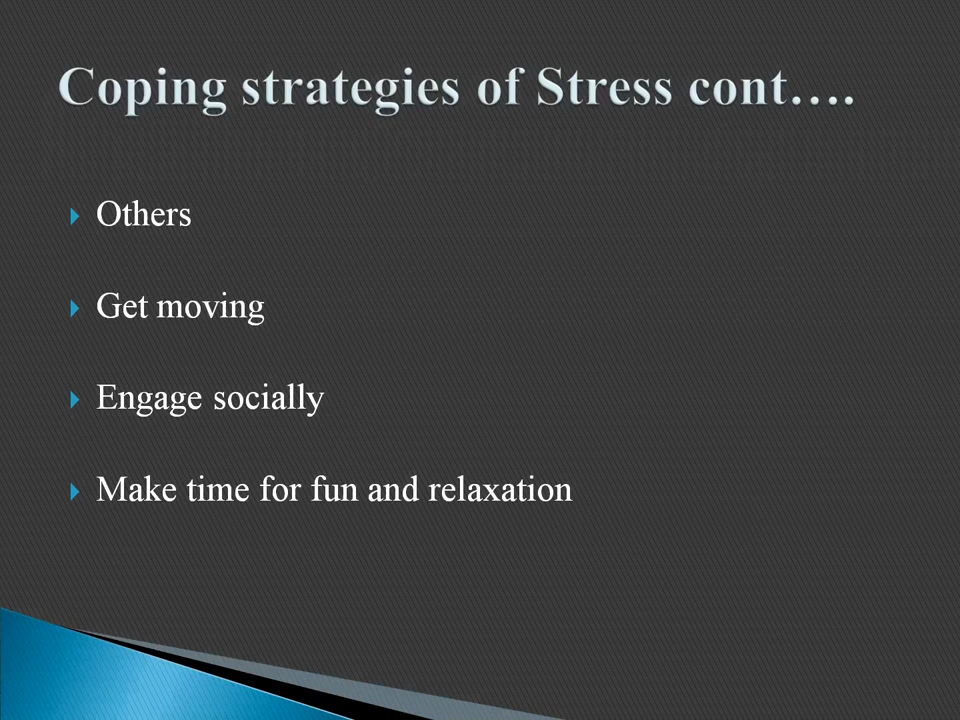 Coping strategies of Stress cont….
Others
Get moving
Engage socially
Make time for fun and relaxation